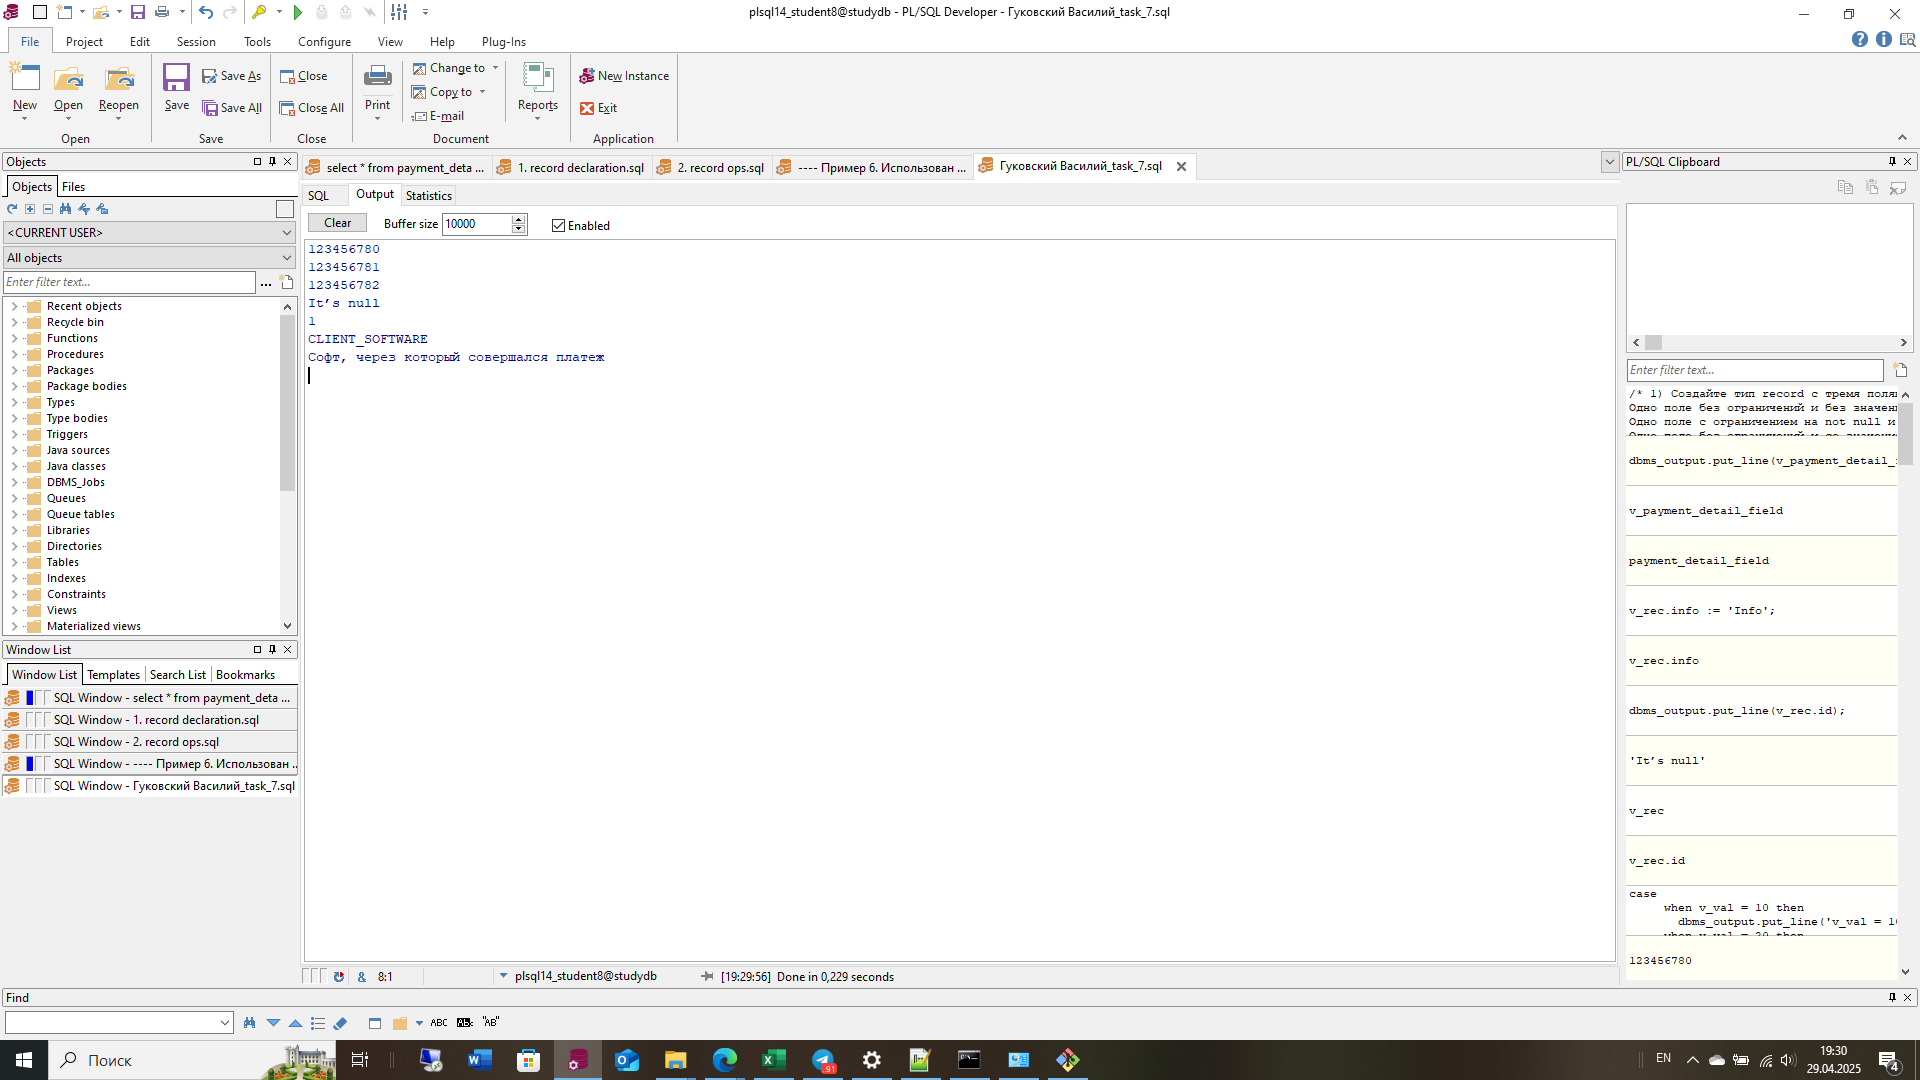 plsql14_student8@studydb - PL/SQL Developer - Гуковский Василий_task_7.sql
File Project Edit Session Tools Configure View Help Plug-Ins
New Open Reopen
Open
Save Save As Save All
Save
Close Close All
Close
Print Change to Copy to E-mail Reports
Document
New Instance
Exit
Application
Objects
Objects Files
<CURRENT USER>
All objects
Enter filter text...
Recent objects
Recycle bin
Functions
Procedures
Packages
Package bodies
Types
Type bodies
Triggers
Java sources
Java classes
DBMS_Jobs
Queues
Queue tables
Libraries
Directories
Tables
Indexes
Constraints
Views
Materialized views
Window List
Window List Templates Search List Bookmarks
SQL Window - select * from payment_deta ...
SQL Window - 1. record declaration.sql
SQL Window - 2. record ops.sql
SQL Window - ---- Пример 6. Использован ..
SQL Window - Гуковский Василий_task_7.sql
select * from payment_deta ... 1. record declaration.sql 2. record ops.sql ---- Пример 6. Использован ... Гуковский Василий_task_7.sql
SQL Output Statistics
Clear Buffer size 10000 Enabled
123456780
123456781
123456782
It’s null
1
CLIENT_SOFTWARE
Софт, через который совершался платеж
& 8:1 plsql14_student8@studydb [19:29:56] Done in 0,229 seconds
PL/SQL Clipboard
Enter filter text...
/* 1) Создайте тип record с тремя
Одно поле без ограничений и без
Одно поле с ограничением на not null и
dbms_output.put_line(v_payment_detail_
v_payment_detail_field
payment_detail_field
v_rec.info := 'Info';
v_rec.info
dbms_output.put_line(v_rec.id);
'It’s null'
v_rec
v_rec.id
case
when v_val = 10 then
dbms_output.put_line('v_val =
123456780
Find
ABC "AB"
Поиск
91
EN
19:30
29.04.2025
4